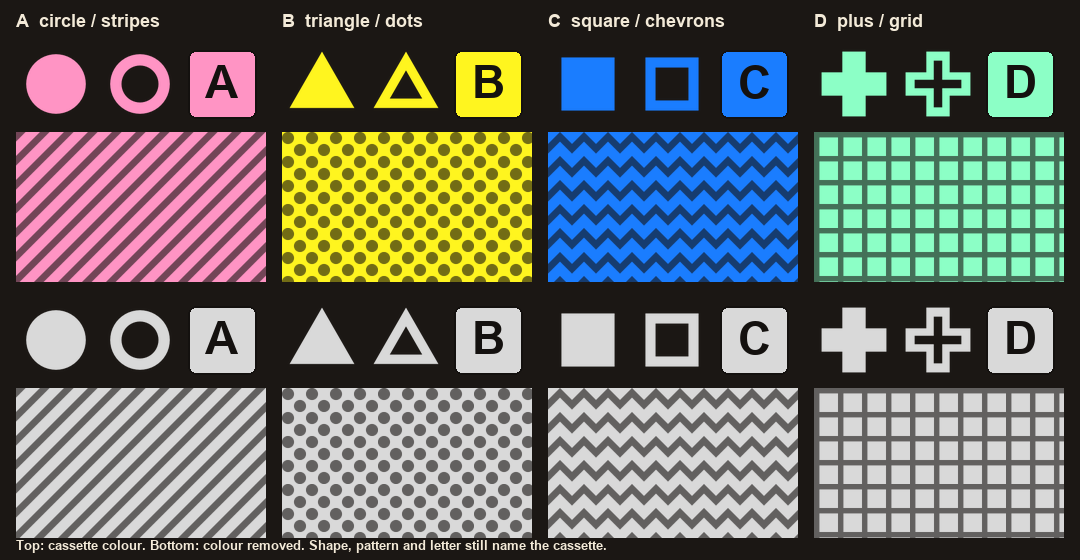 A circle / stripes
B triangle / dots
C square / chevrons
D plus / grid
A
B
C
D
A
B
C
D
Top: cassette colour. Bottom: colour removed. Shape, pattern and letter still name the cassette.